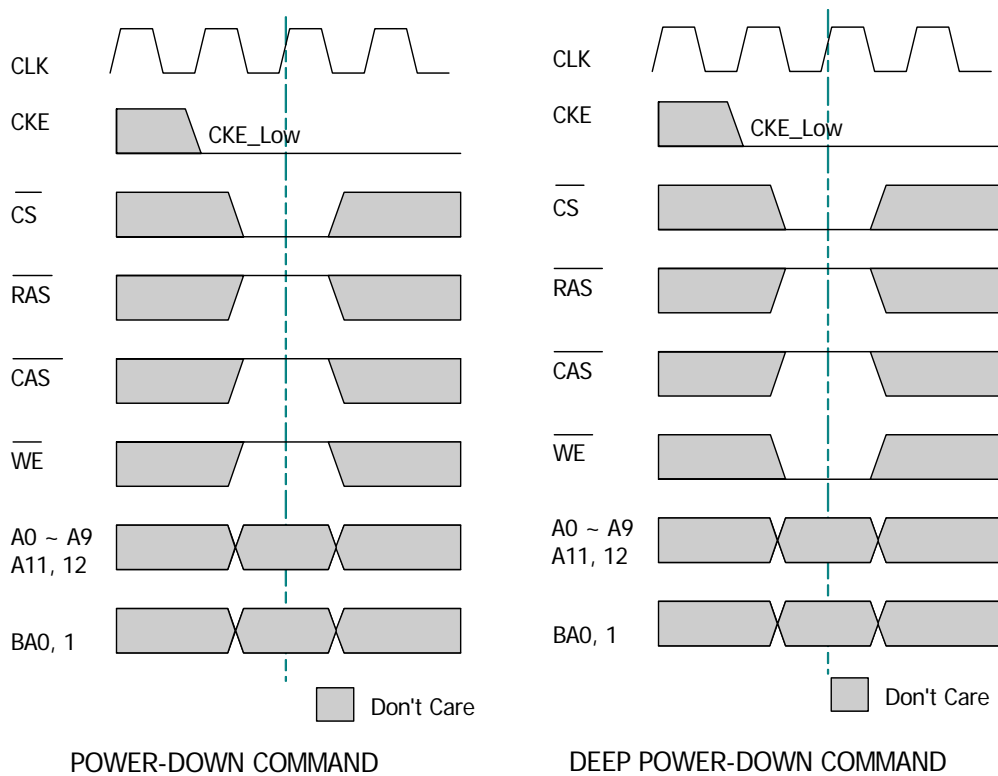 CLK
CKE
CKE_Low
CS
RAS
CAS
WE
A0 ~ A9
A11, 12
BA0, 1
Don't Care
POWER-DOWN COMMAND
CLK
CKE
CKE_Low
CS
RAS
CAS
WE
A0 ~ A9
A11, 12
BA0, 1
Don't Care
DEEP POWER-DOWN COMMAND